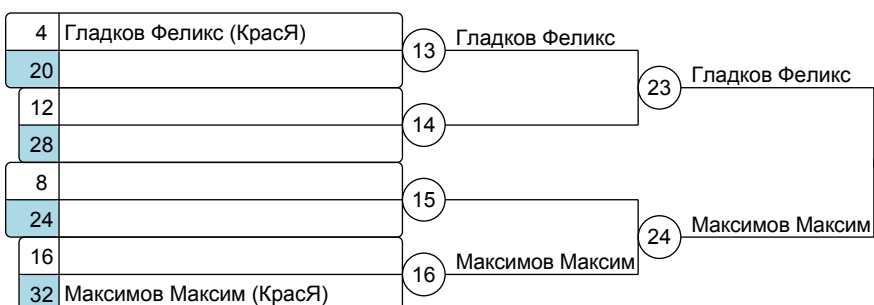 4 Гладков Феликс (КрасЯ)
13 Гладков Феликс
20
23 Гладков Феликс
12
14
28
8
15
24
24 Максимов Максим
16
16 Максимов Максим
32 Максимов Максим (КрасЯ)